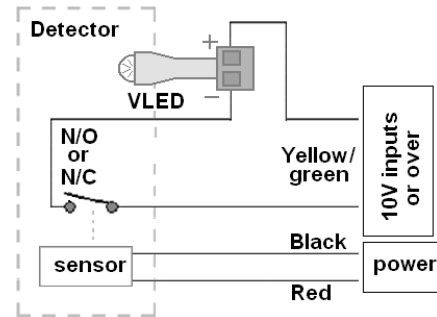 Detector
+
VLED
–
N/O
or
N/C
Yellow/
green
10V inputs
or over
Black
sensor
power
Red